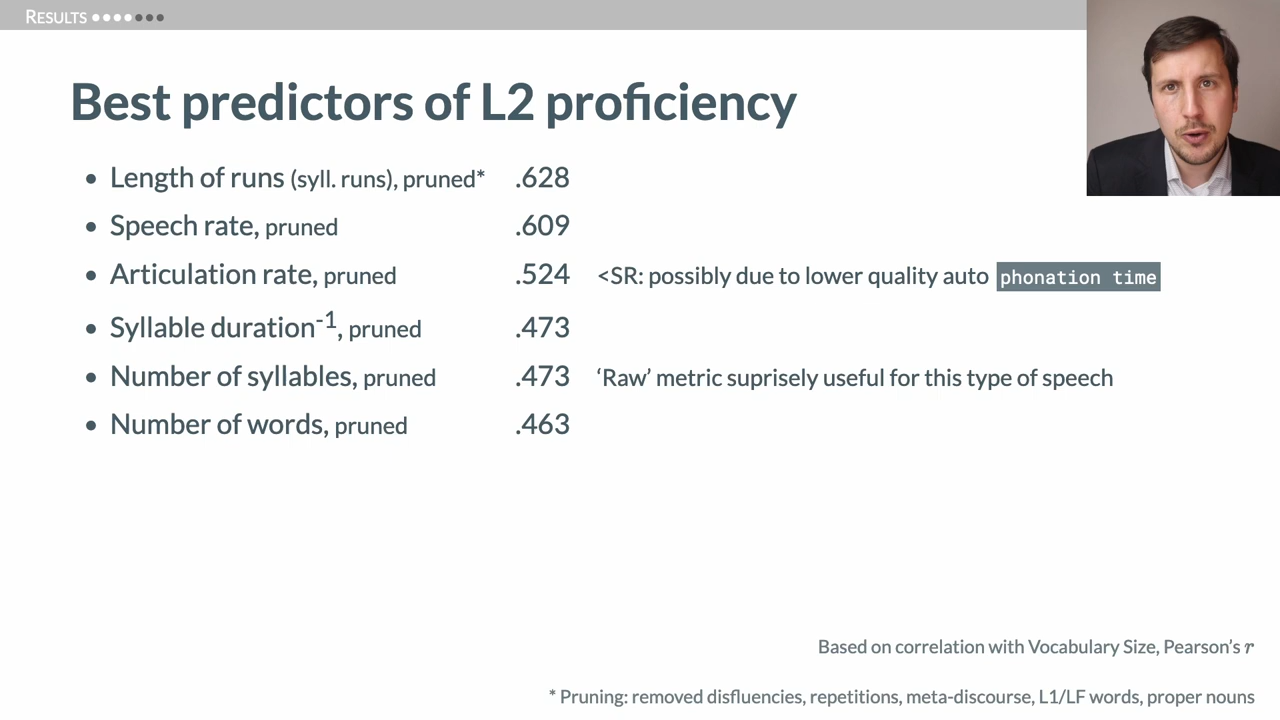 RESULTS
Best predictors of L2 proficiency
• Length of runs (syll. runs), pruned* .628
• Speech rate, pruned .609
• Articulation rate, pruned .524 <SR: possibly due to lower quality auto phonation time
• Syllable duration⁻¹, pruned .473
• Number of syllables, pruned .473 ‘Raw’ metric suprisely useful for this type of speech
• Number of words, pruned .463
Based on correlation with Vocabulary Size, Pearson’s r
* Pruning: removed disfluencies, repetitions, meta-discourse, L1/LF words, proper nouns